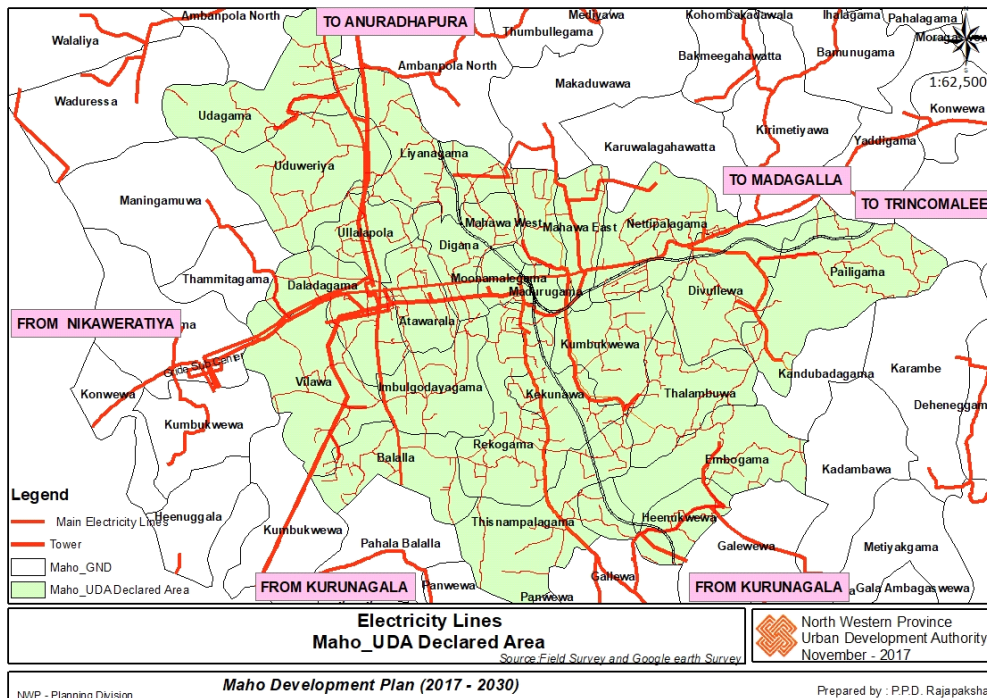 Ambanpola North
TO ANURADHAPURA
Mediyawa
Kohombakadawala
Ihalagama
Pahalagama
Walaliya
Thumbullegama
Bakmeegahawatta
Bamunugama
Ambanpola North
Makaduwawa
1:62,500
Waduressa
Konwewa
Udagama
Kirimetiyawa
Yaddigama
Liyanagama
Karuwalagahawatta
Uduweriya
TO MADAGALLA
Maningamuwa
TO TRINCOMALEE
Ullalapola
Mahawa West
Mahawa East
Nettipalagama
Digana
Thammitagama
Daladagama
Moonamalegama
Madurugama
Divullewa
Pailigama
FROM NIKAWERATIYA
ma
Atawarala
Kumbukwewa
Gride Sub Center
Konwewa
Vilawa
Imbulgodayagama
Kekunawa
Thalambuwa
Kandubadagama
Karambe
Deheneggam
Kumbukwewa
Rekogama
Balalla
Embogama
Kadambawa
Legend
Main Electricity Lines
Tower
Maho_GND
Maho_UDA Declared Area
Heenuggala
Kumbukwewa
Thisnampalagama
Heenukwewa
Pahala Balalla
Galewewa
Metiyakgama
FROM KURUNAGALA
Panwewa
Gallewa
FROM KURUNAGALA
Gala Ambagaswewa
Panwewa
Electricity Lines
Maho_UDA Declared Area
Source:Field Survey and Google earth Survey
North Western Province
Urban Development Authority
November - 2017
Maho Development Plan (2017 - 2030)
NWP - Planning Division
Prepared by : P.P.D. Rajapaksha